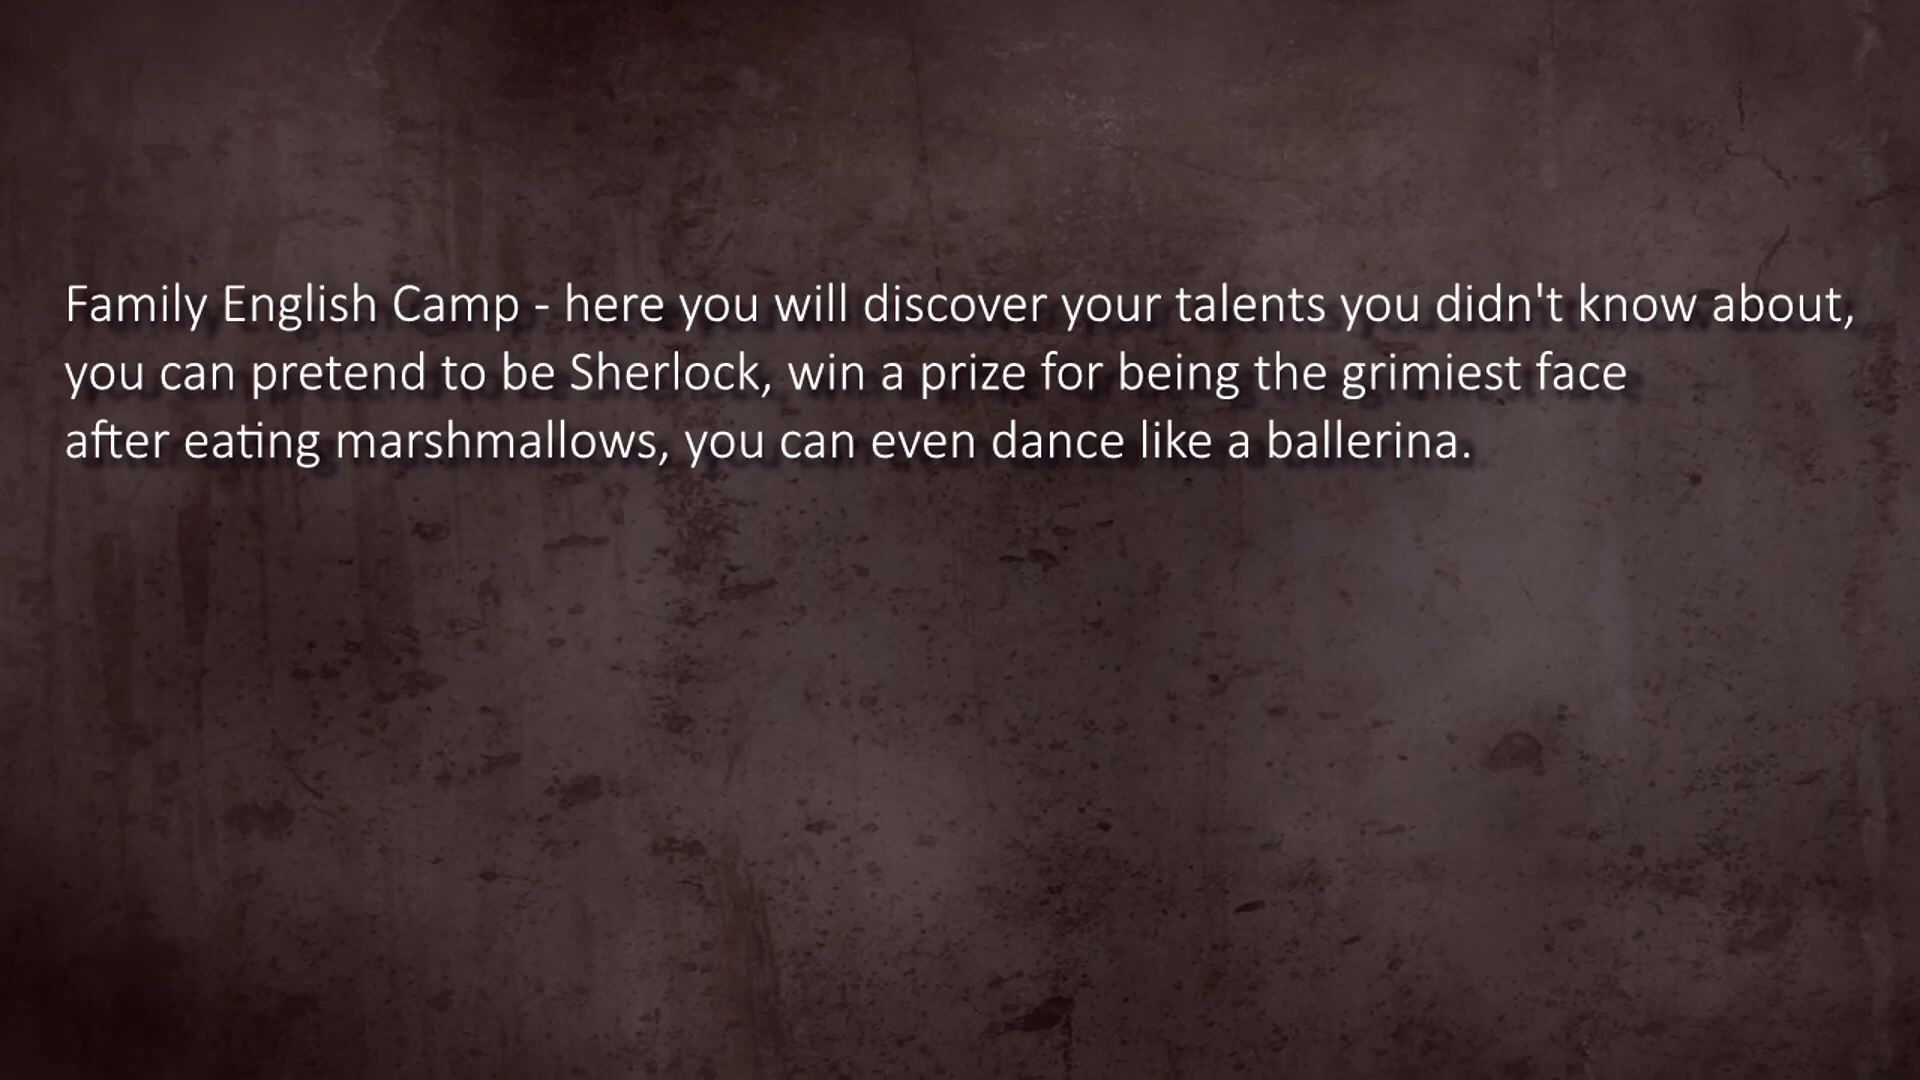 Family English Camp - here you will discover your talents you didn't know about,
you can pretend to be Sherlock, win a prize for being the grimiest face
after eating marshmallows, you can even dance like a ballerina.